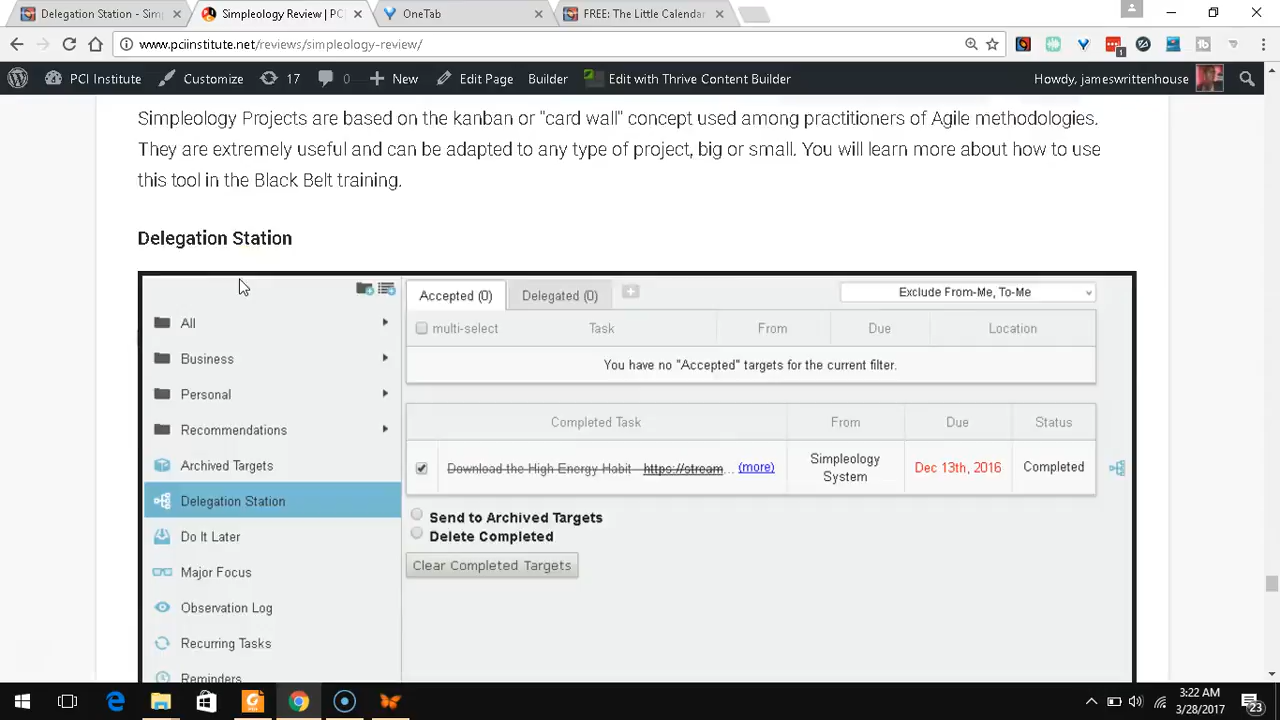 Delegation Station - Sim
Simpleology Review | PC
OneTab
FREE: The Little Calenda
www.pciinstitute.net/reviews/simpleology-review/
1
PCI Institute
Customize
17
0
New
Edit Page
Builder
Edit with Thrive Content Builder
Howdy, jameswrittenhouse
Simpleology Projects are based on the kanban or "card wall" concept used among practitioners of Agile methodologies.
They are extremely useful and can be adapted to any type of project, big or small. You will learn more about how to use
this tool in the Black Belt training.
Delegation Station
All
Business
Personal
Recommendations
Archived Targets
Delegation Station
Do It Later
Major Focus
Observation Log
Recurring Tasks
Reminders
Accepted (0)
Delegated (0)
Exclude From-Me, To-Me
multi-select
Task
From
Due
Location
You have no "Accepted" targets for the current filter.
Completed Task
From
Due
Status
Download the High Energy Habit - https://stream... (more)
Simpleology
System
Dec 13th, 2016
Completed
Send to Archived Targets
Delete Completed
Clear Completed Targets
3:22 AM
3/28/2017
23